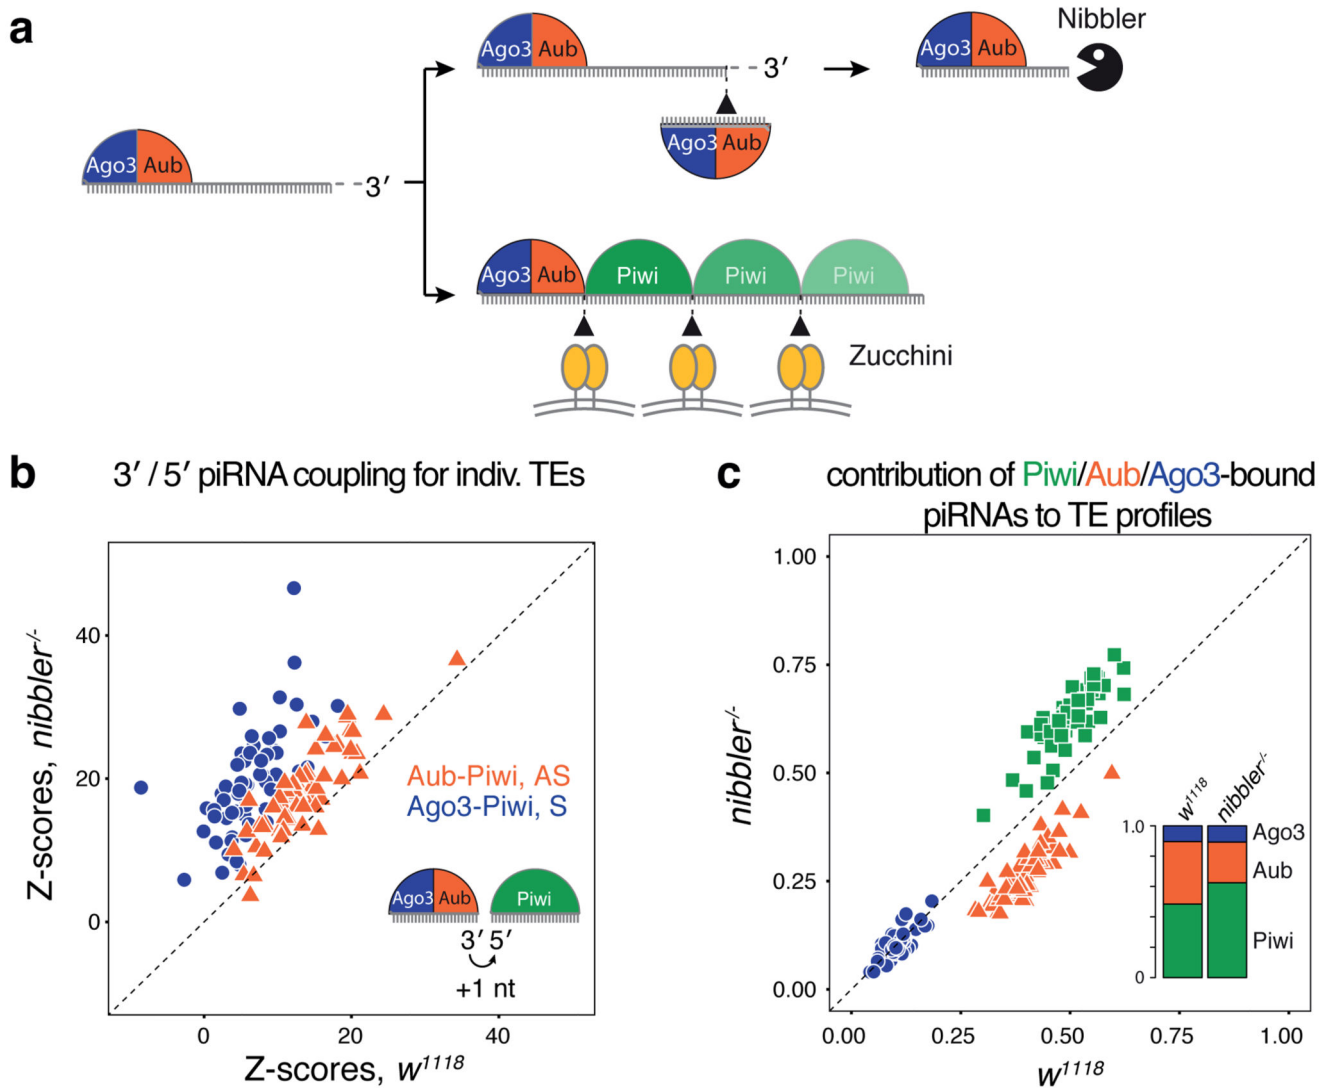 a
Nibbler
Ago3 Aub
3′
Ago3 Aub
Ago3 Aub
Ago3 Aub
3′
Ago3 Aub Piwi Piwi Piwi
Zucchini
b
3′ / 5′ piRNA coupling for indiv. TEs
Z-scores, nibbler-/-
40
20
0
Aub-Piwi, AS
Ago3-Piwi, S
Ago3 Aub Piwi
3′ 5′
+1 nt
0 20 40
Z-scores, w1118
c
contribution of Piwi/Aub/Ago3-bound
piRNAs to TE profiles
nibbler-/-
1.00
0.75
0.50
0.25
0.00
w1118 nibbler-/-
1.0
0
Ago3
Aub
Piwi
0.00 0.25 0.50 0.75 1.00
w1118